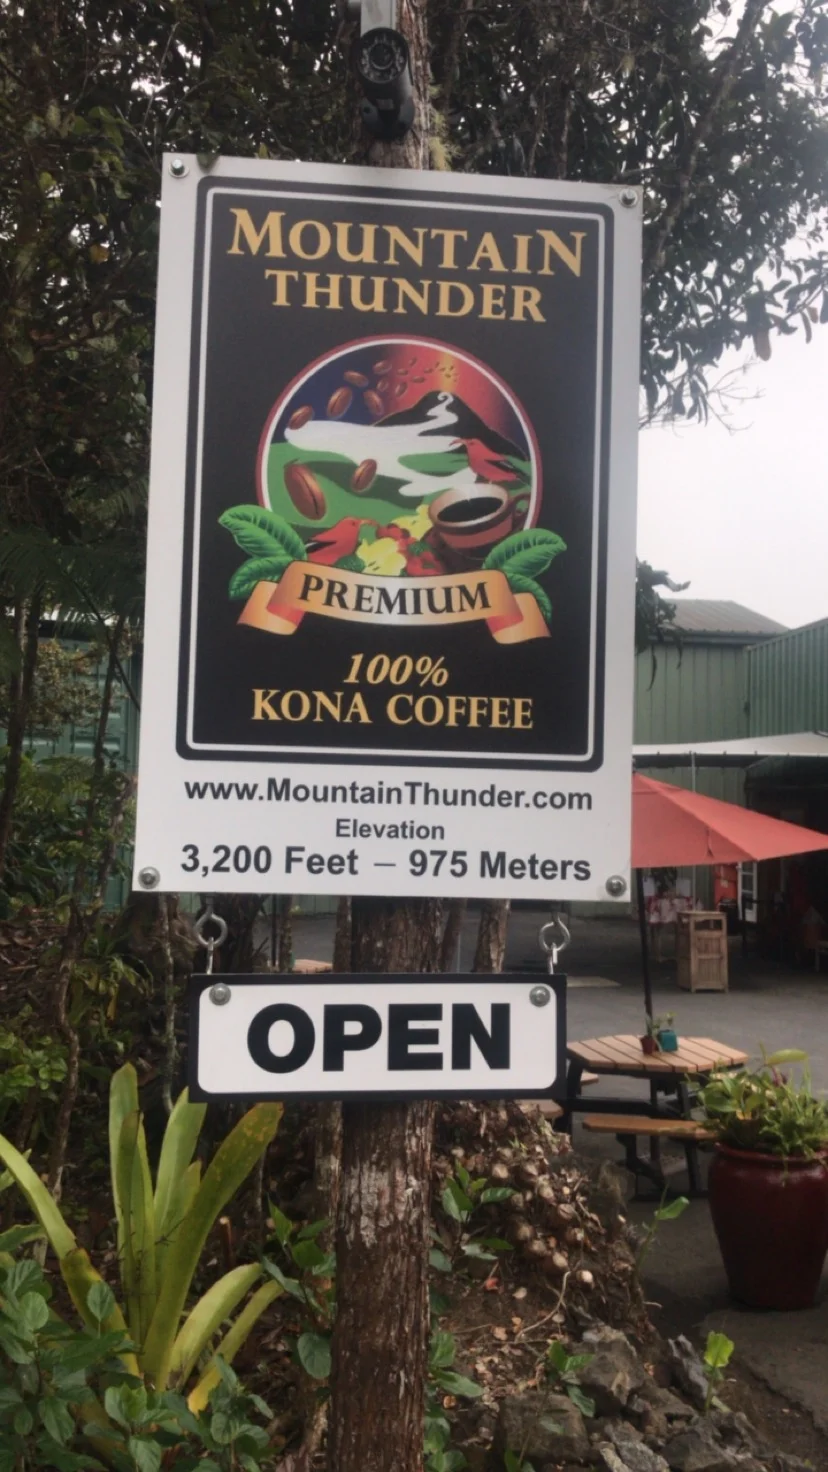 MOUNTAIN
THUNDER
PREMIUM
100%
KONA COFFEE
www.MountainThunder.com
Elevation
3,200 Feet – 975 Meters
OPEN